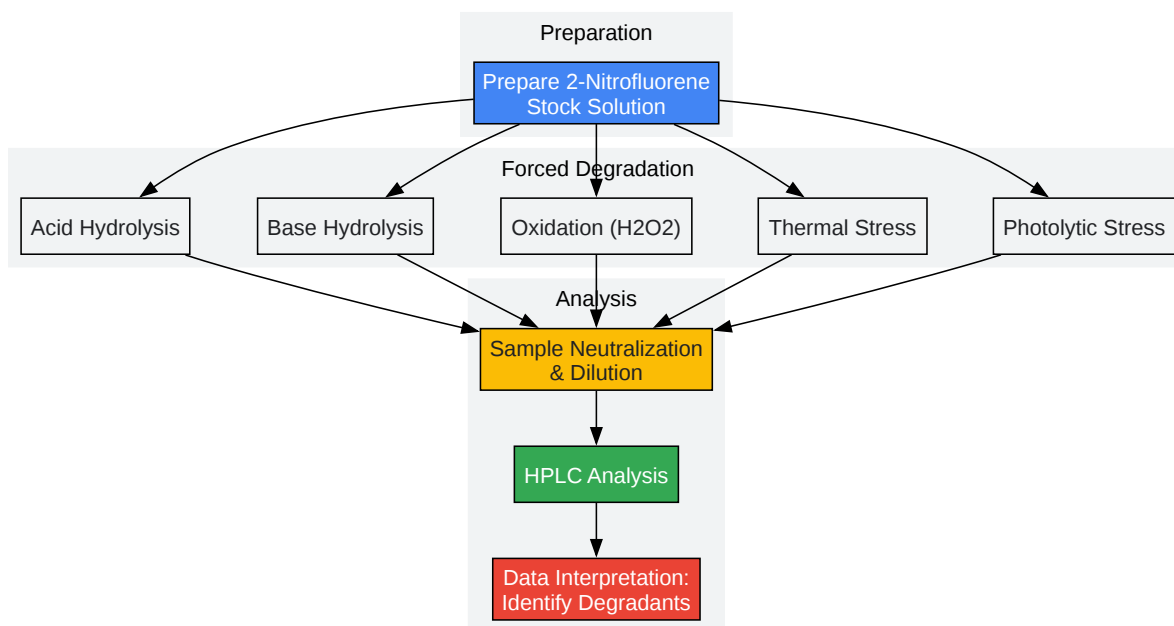 Preparation
Prepare 2-Nitrofluorene
Stock Solution
Forced Degradation
Acid Hydrolysis
Base Hydrolysis
Oxidation (H2O2)
Thermal Stress
Photolytic Stress
Analysis
Sample Neutralization
& Dilution
HPLC Analysis
Data Interpretation:
Identify Degradants